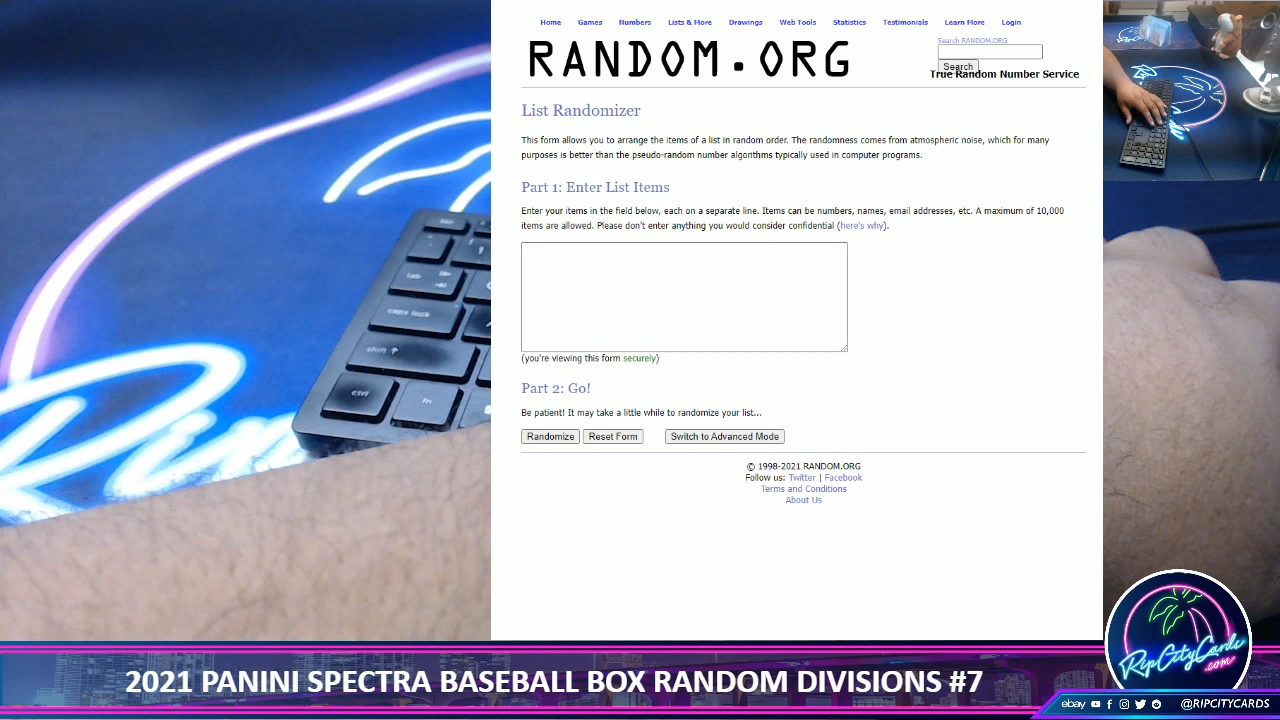 Home Games Numbers Lists & More Drawings Web Tools Statistics Testimonials Learn More Login
RANDOM.ORG
Search RANDOM.ORG
Search
True Random Number Service
List Randomizer
This form allows you to arrange the items of a list in random order. The randomness comes from atmospheric noise, which for many
purposes is better than the pseudo-random number algorithms typically used in computer programs.
Part 1: Enter List Items
Enter your items in the field below, each on a separate line. Items can be numbers, names, email addresses, etc. A maximum of 10,000
items are allowed. Please don't enter anything you would consider confidential (here's why).
(you're viewing this form securely)
Part 2: Go!
Be patient! It may take a little while to randomize your list...
Randomize Reset Form Switch to Advanced Mode
© 1998-2021 RANDOM.ORG
Follow us: Twitter | Facebook
Terms and Conditions
About Us
esc
tab
caps lock
shift
ctrl
Fn
RipCityCards
.com
2021 PANINI SPECTRA BASEBALL BOX RANDOM DIVISIONS #7
ebay @RIPCITYCARDS